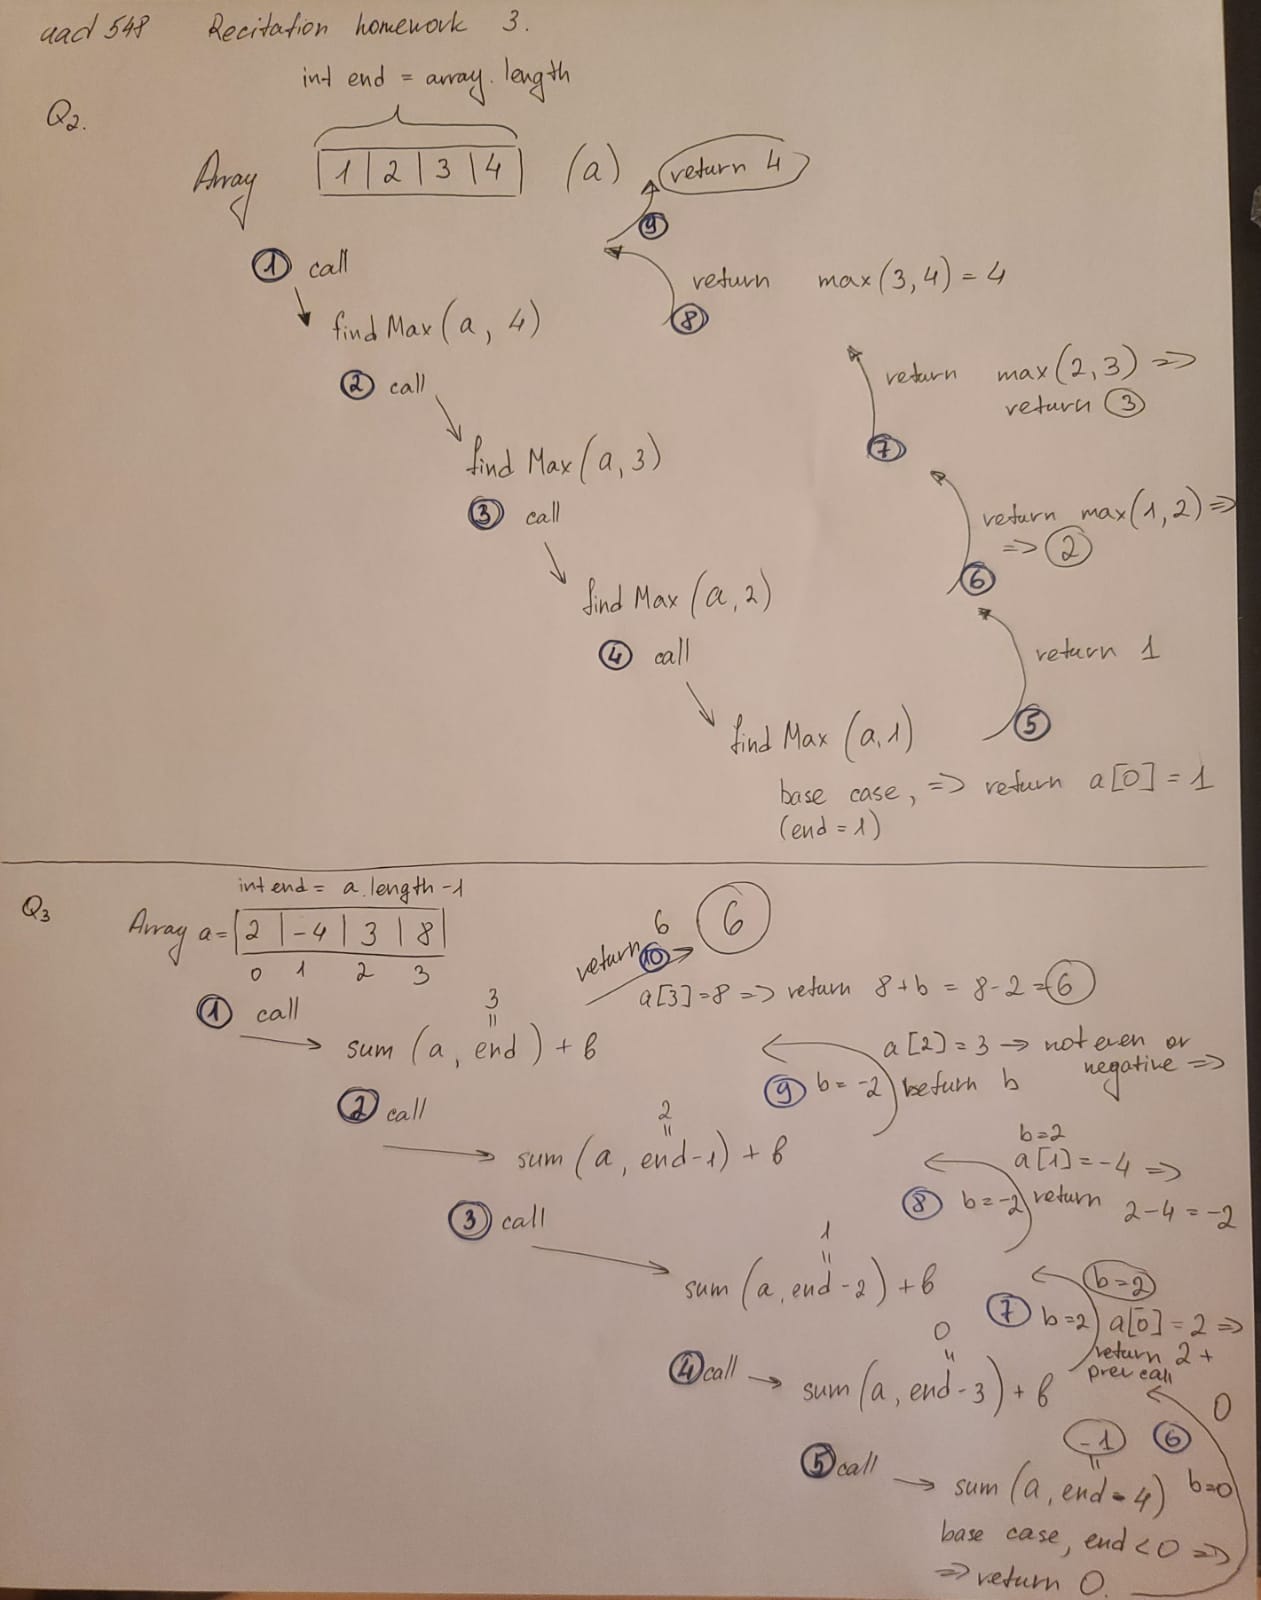 aad 548 Recitation homework 3.
int end = array.length
Q2.
Array | 1 | 2 | 3 | 4 | (a) return 4
9
1 call
return max(3,4) = 4
8
findMax(a, 4)
2 call
return max(2,3) =>
return 3
7
find Max(a,3)
3 call
return max(1,2) =>
=> 2
6
find Max(a,2)
4 call
return 1
5
find Max(a,1)
base case, => return a[0] = 1
(end = 1)
int end = a.length-1
Q3
Array a = | 2 | -4 | 3 | 8 |
0 1 2 3
return 6
10
6
a[3]=8 => return 8+b = 8-2 = 6
1 call
3
=
sum (a, end) + b
a[2] = 3 -> not even or
negative =>
9 b = -2 return b
2 call
2
=
sum (a, end-1) + b
b=2
a[1] = -4 =>
8 b = -2 return 2-4 = -2
3 call
1
=
sum (a, end-2) + b
b=2
7 b=2 a[0] = 2 =>
return 2 +
prev call
4 call
0
=
sum (a, end-3) + b
0
5 call
-1
=
6
sum (a, end-4) b=0
base case, end < 0 =>
=> return 0.